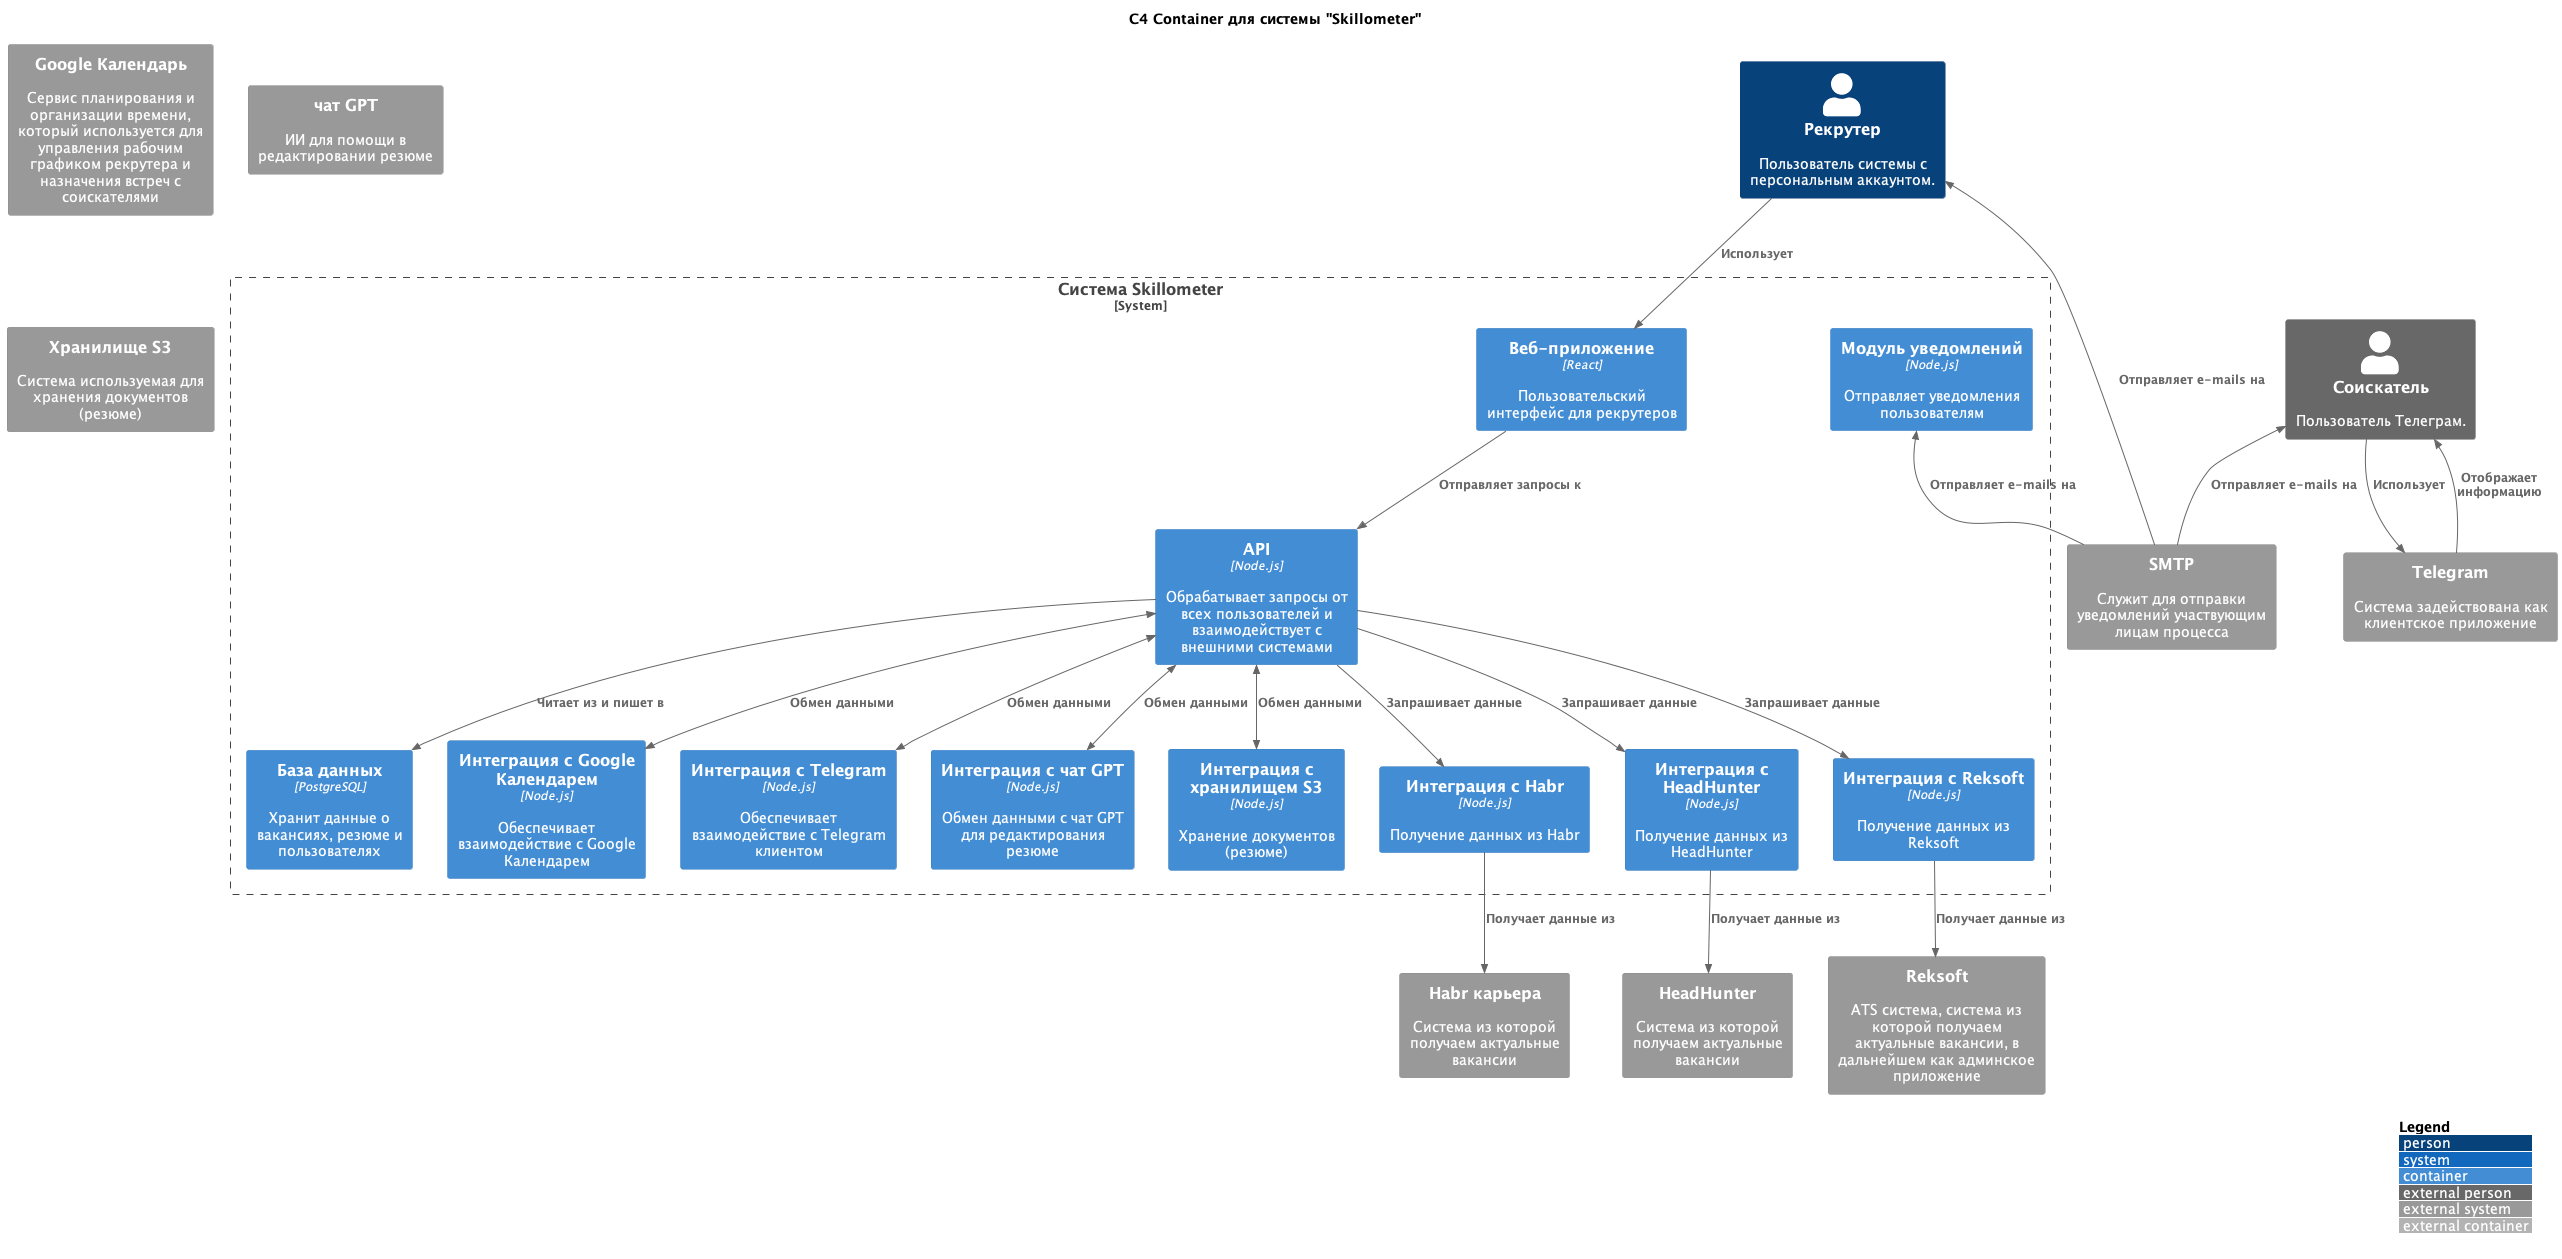 C4 Container для системы "Skillometer"
Google Календарь
Сервис планирования и
организации времени,
который используется для
управления рабочим
графиком рекрутера и
назначения встреч с
соискателями
чат GPT
ИИ для помощи в
редактировании резюме
Рекрутер
Пользователь системы с
персональным аккаунтом.
Использует
Система Skillometer
[System]
Хранилище S3
Система используемая для
хранения документов
(резюме)
Веб-приложение
[React]
Пользовательский
интерфейс для рекрутеров
Модуль уведомлений
[Node.js]
Отправляет уведомления
пользователям
Отправляет e-mails на
Соискатель
Пользователь Телеграм.
Отправляет запросы к
Отправляет e-mails на
Отправляет e-mails на
Использует
Отображает
информацию
API
[Node.js]
Обрабатывает запросы от
всех пользователей и
взаимодействует с
внешними системами
SMTP
Служит для отправки
уведомлений участвующим
лицам процесса
Telegram
Система задействована как
клиентское приложение
Читает из и пишет в
Обмен данными
Обмен данными
Обмен данными
Обмен данными
Запрашивает данные
Запрашивает данные
Запрашивает данные
База данных
[PostgreSQL]
Хранит данные о
вакансиях, резюме и
пользователях
Интеграция с Google
Календарем
[Node.js]
Обеспечивает
взаимодействие с Google
Календарем
Интеграция с Telegram
[Node.js]
Обеспечивает
взаимодействие с Telegram
клиентом
Интеграция с чат GPT
[Node.js]
Обмен данными с чат GPT
для редактирования
резюме
Интеграция с
хранилищем S3
[Node.js]
Хранение документов
(резюме)
Интеграция с Habr
[Node.js]
Получение данных из Habr
Интеграция с
HeadHunter
[Node.js]
Получение данных из
HeadHunter
Интеграция с Reksoft
[Node.js]
Получение данных из
Reksoft
Получает данные из
Получает данные из
Получает данные из
Habr карьера
Система из которой
получаем актуальные
вакансии
HeadHunter
Система из которой
получаем актуальные
вакансии
Reksoft
ATS система, система из
которой получаем
актуальные вакансии, в
дальнейшем как админское
приложение
Legend
person
system
container
external person
external system
external container